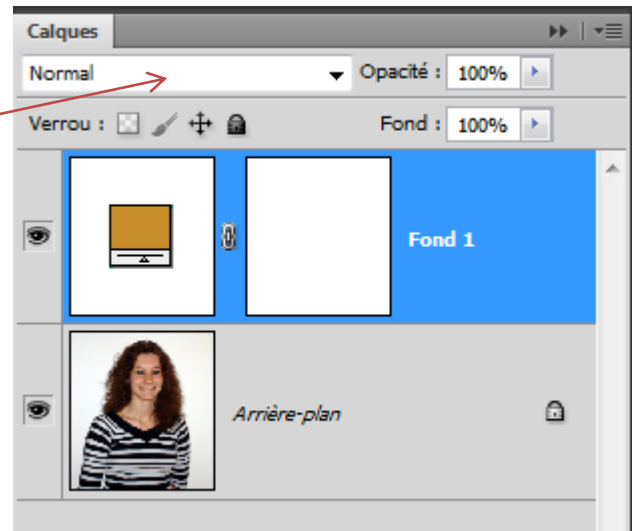 Calques
Normal Opacité : 100%
Verrou : Fond : 100%
Fond 1
Arrière-plan